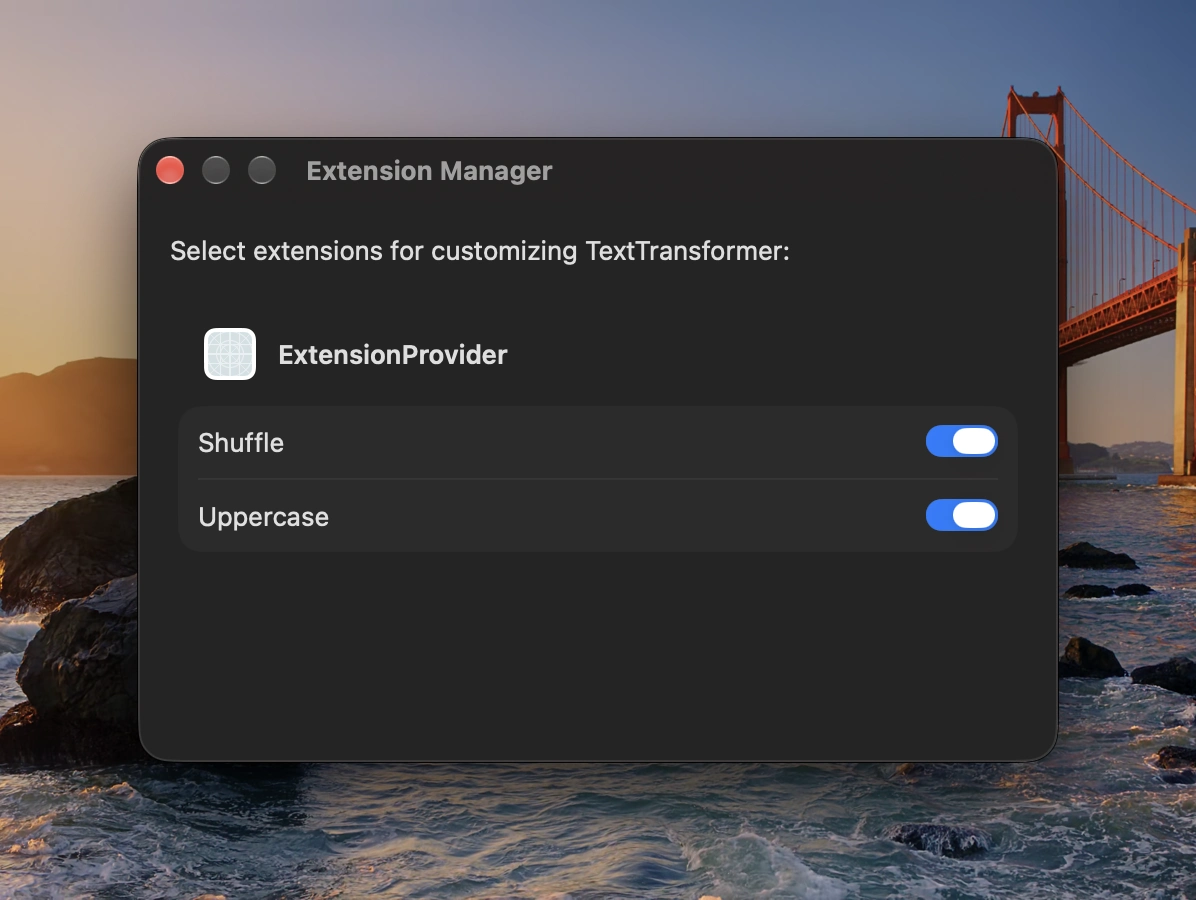 Extension Manager
Select extensions for customizing TextTransformer:
ExtensionProvider
Shuffle
Uppercase